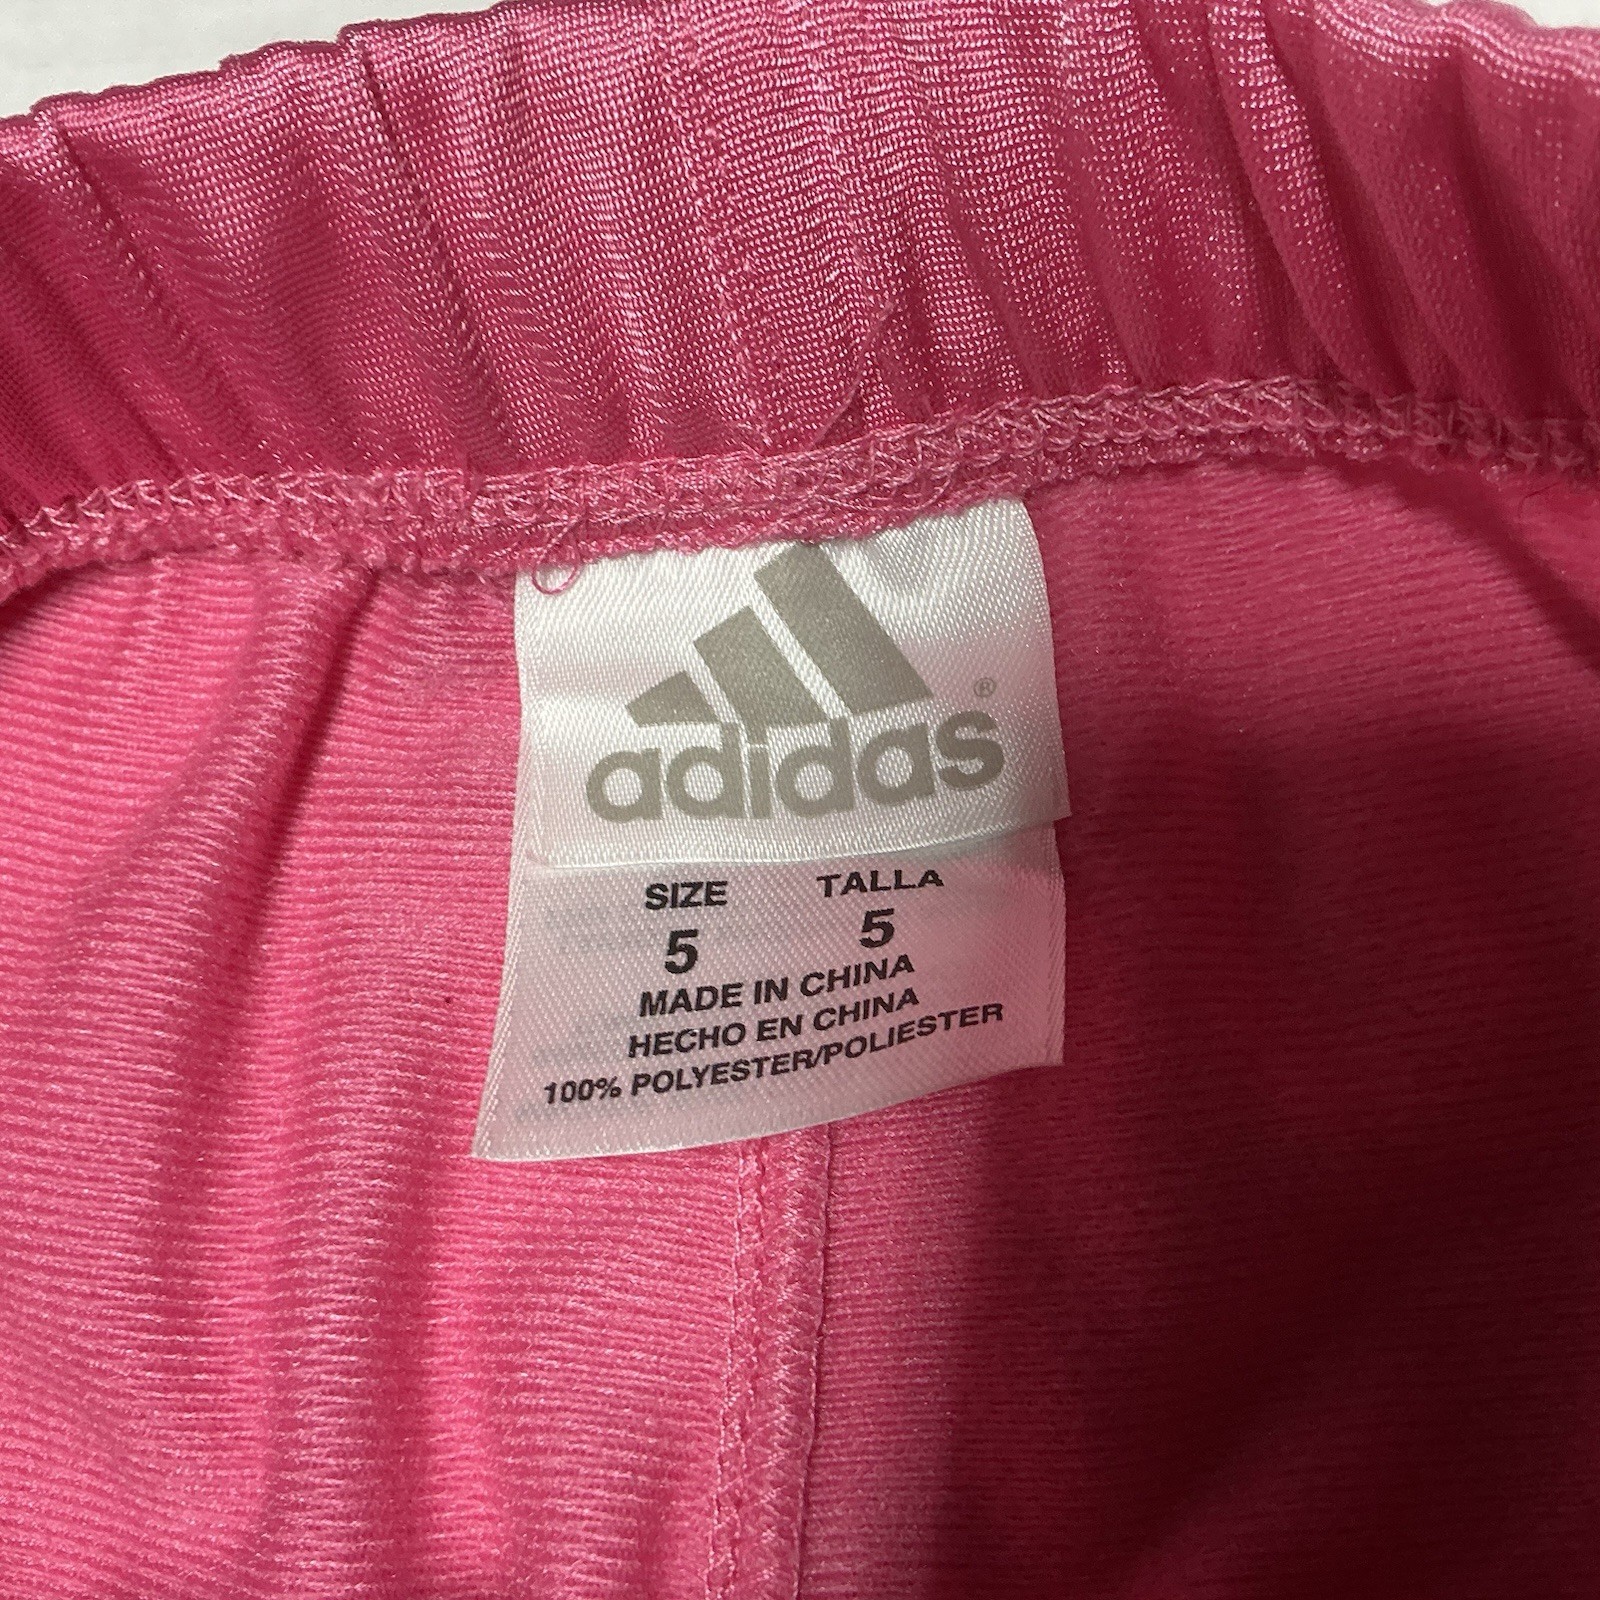 adidas®
SIZE TALLA
5 5
MADE IN CHINA
HECHO EN CHINA
100% POLYESTER/POLIESTER